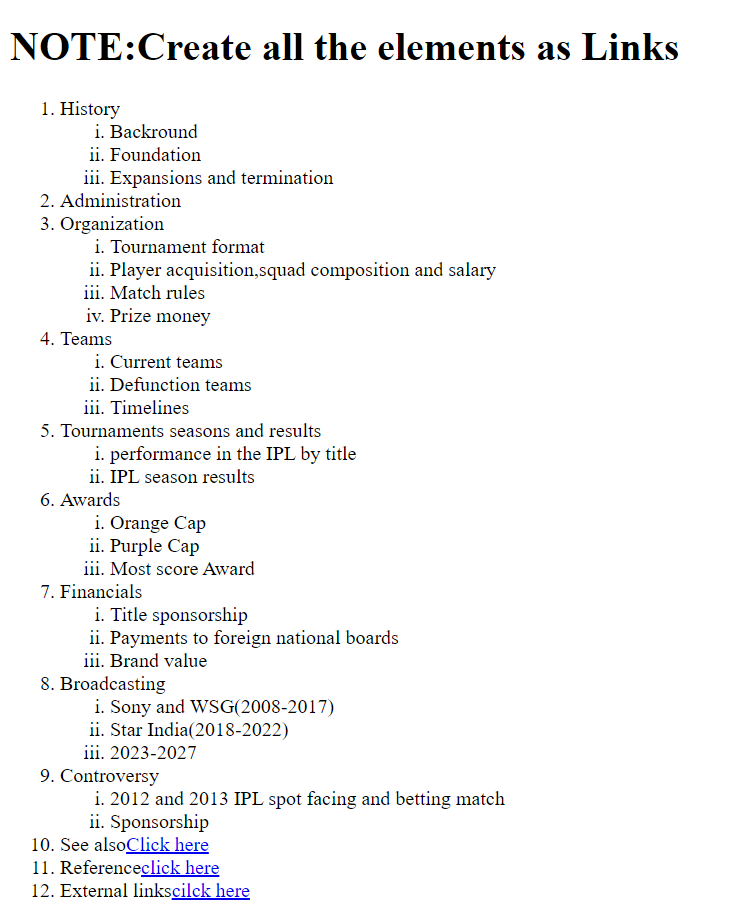 NOTE:Create all the elements as Links
1. History
i. Backround
ii. Foundation
iii. Expansions and termination
2. Administration
3. Organization
i. Tournament format
ii. Player acquisition,squad composition and salary
iii. Match rules
iv. Prize money
4. Teams
i. Current teams
ii. Defunction teams
iii. Timelines
5. Tournaments seasons and results
i. performance in the IPL by title
ii. IPL season results
6. Awards
i. Orange Cap
ii. Purple Cap
iii. Most score Award
7. Financials
i. Title sponsorship
ii. Payments to foreign national boards
iii. Brand value
8. Broadcasting
i. Sony and WSG(2008-2017)
ii. Star India(2018-2022)
iii. 2023-2027
9. Controversy
i. 2012 and 2013 IPL spot facing and betting match
ii. Sponsorship
10. See alsoClick here
11. Referenceclick here
12. External linkscilck here